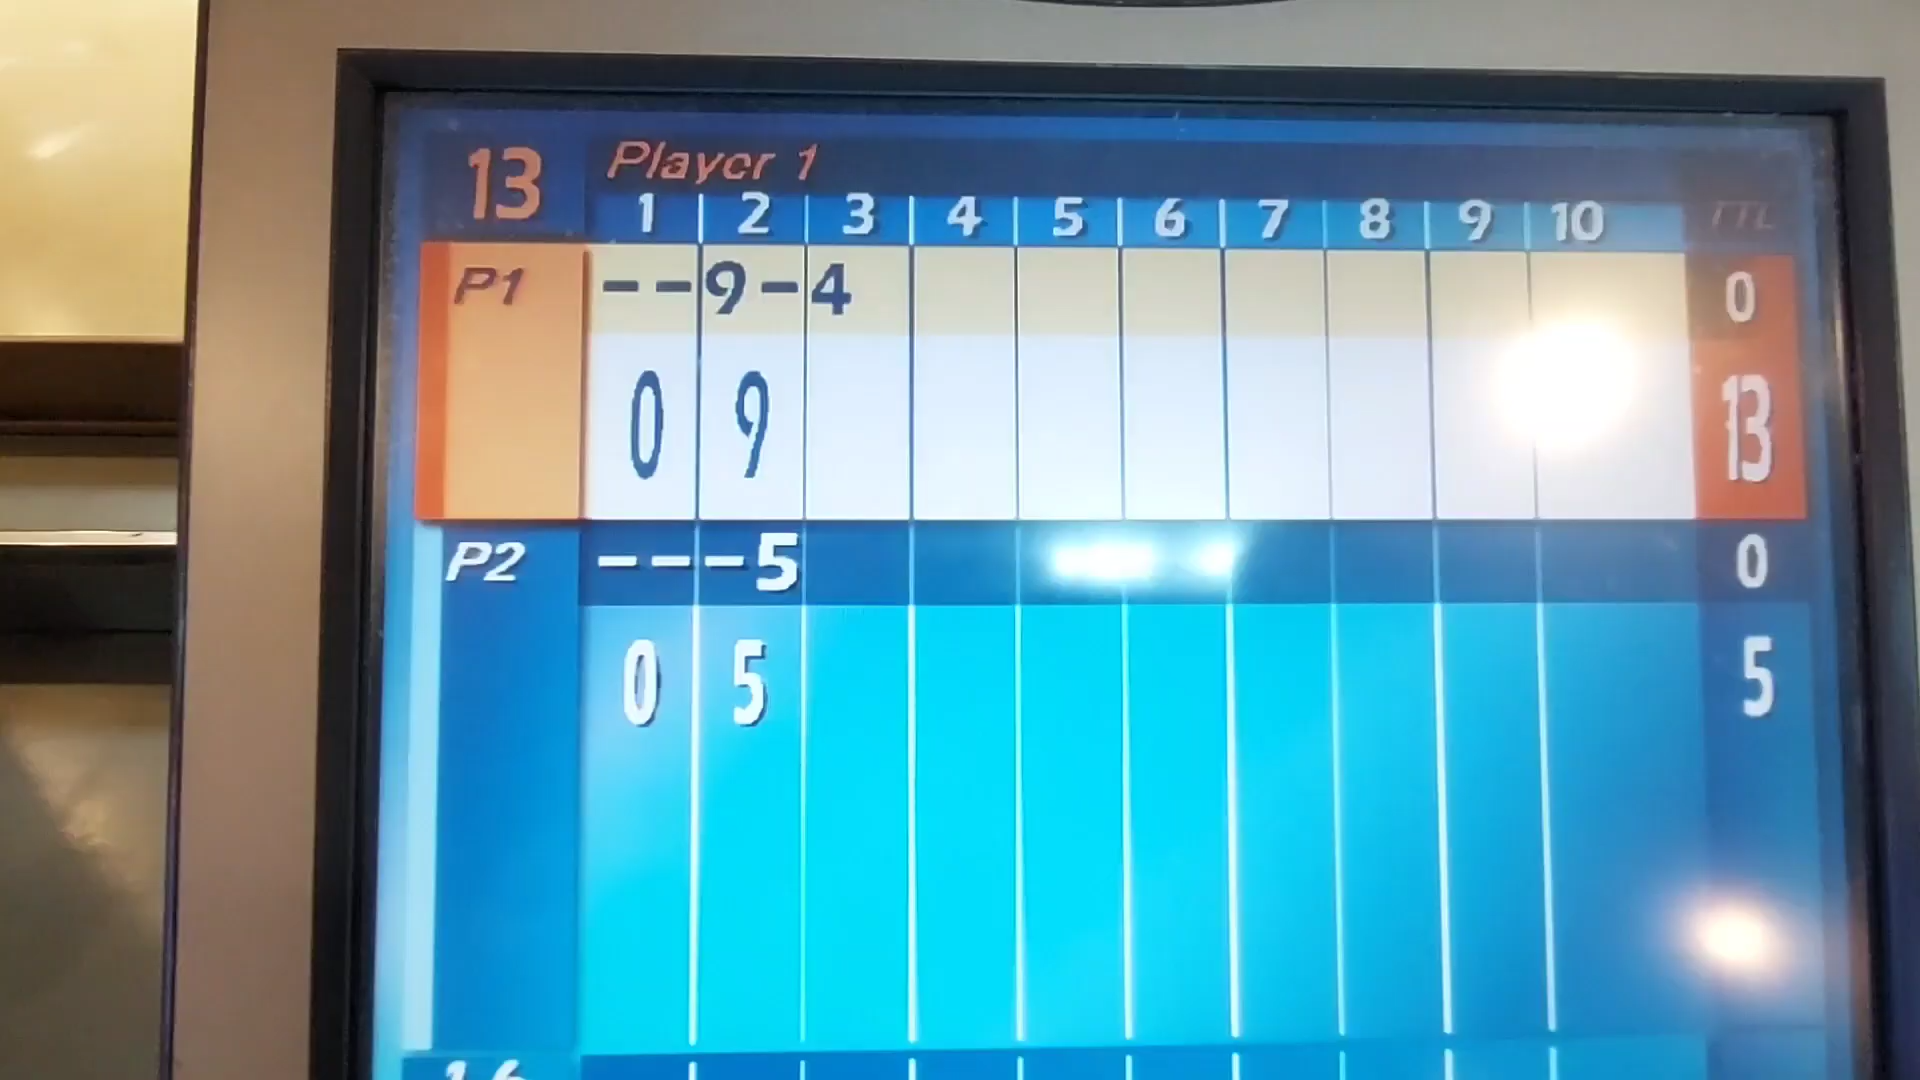 13 Player 1
1 2 3 4 5 6 7 8 9 10 TTL
P1 - - 9 - 4 0
0 9 13
P2 - - - 5 0
0 5 5